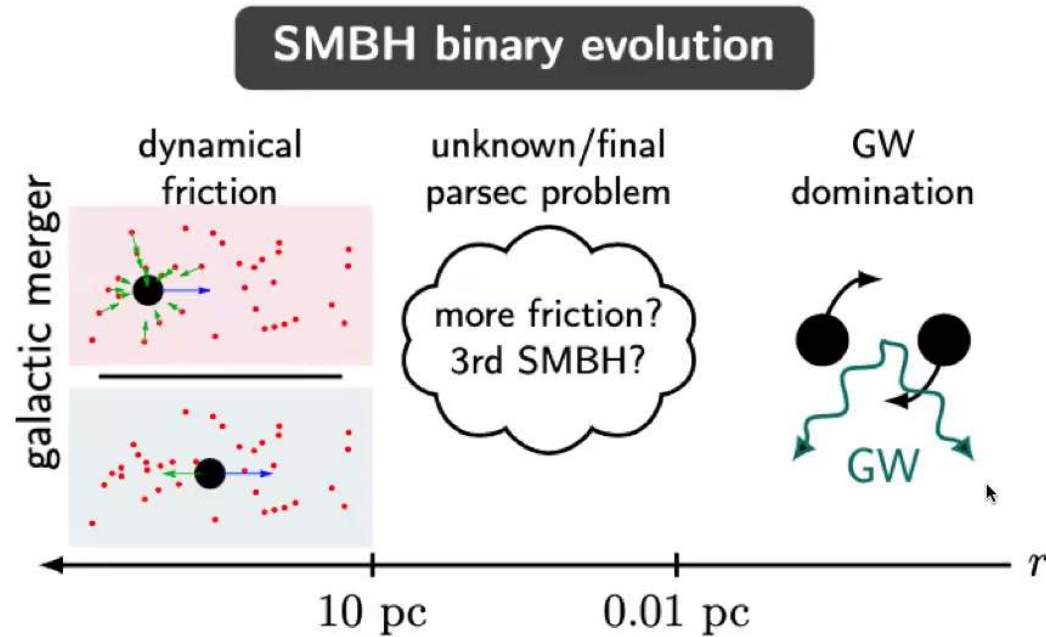 SMBH binary evolution
dynamical
friction
unknown/final
parsec problem
GW
domination
galactic merger
more friction?
3rd SMBH?
GW
r
10 pc
0.01 pc